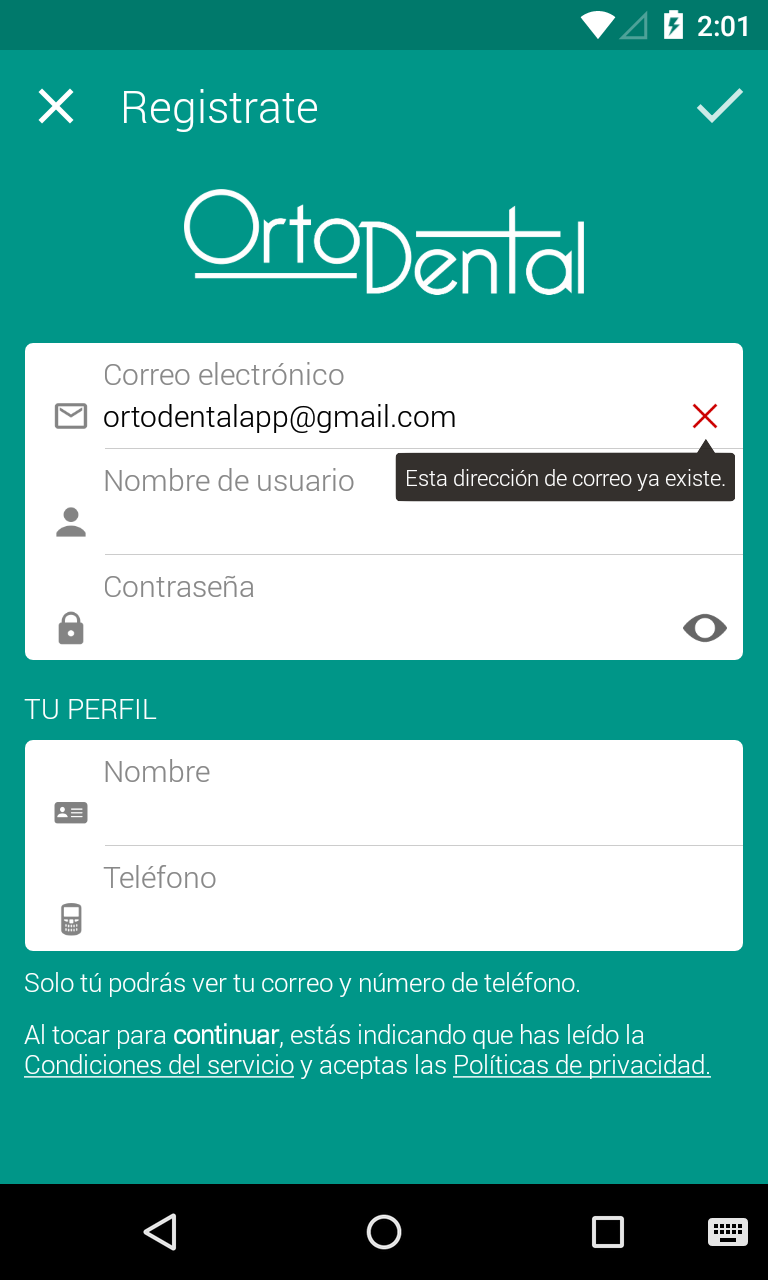 2:01
Registrate
OrtoDental
Correo electrónico
ortodentalapp@gmail.com
Nombre de usuario
Esta dirección de correo ya existe.
Contraseña
TU PERFIL
Nombre
Teléfono
Solo tú podrás ver tu correo y número de teléfono.
Al tocar para continuar, estás indicando que has leído la
Condiciones del servicio y aceptas las Políticas de privacidad.